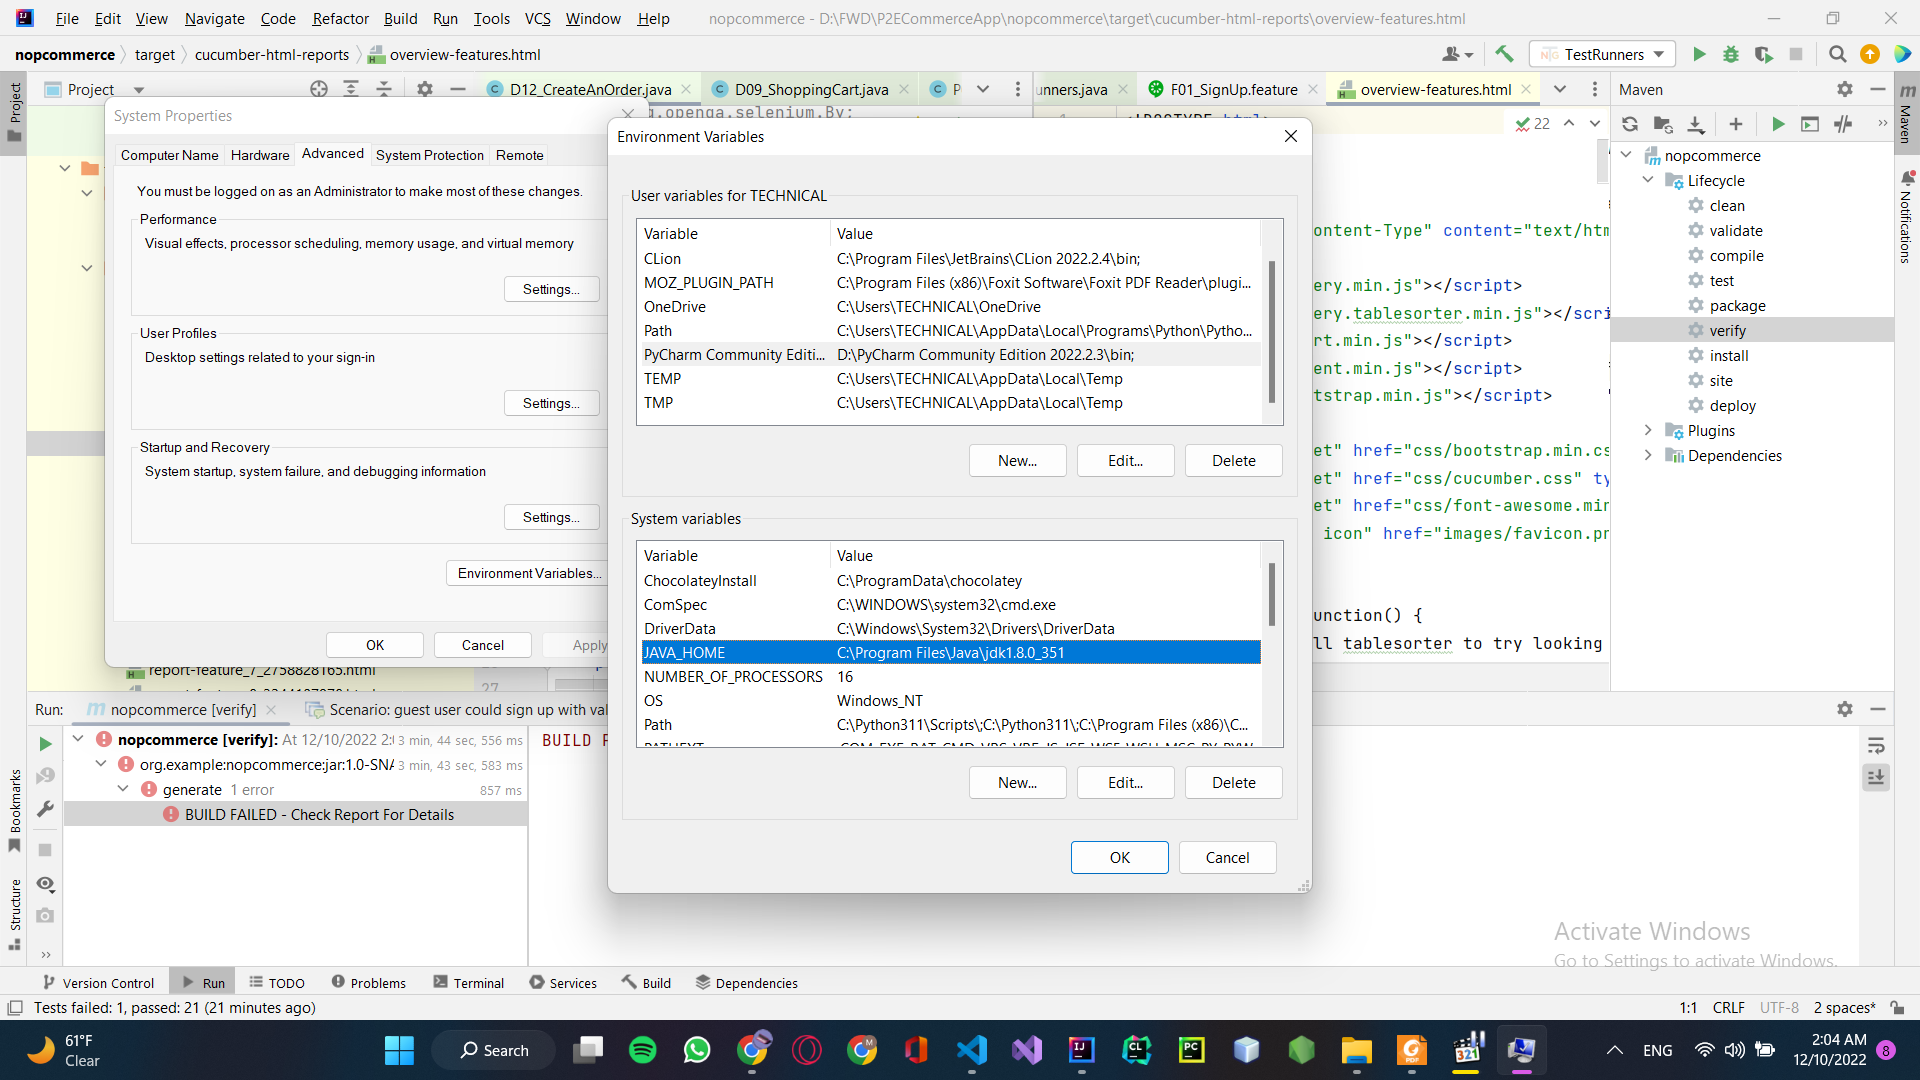 File Edit View Navigate Code Refactor Build Run Tools VCS Window Help nopcommerce - D:\FWD\P2ECommerceApp\nopcommerce\target\cucumber-html-reports\overview-features.html
nopcommerce target cucumber-html-reports overview-features.html TestRunners
Project D12_CreateAnOrder.java D09_ShoppingCart.java P unners.java F01_SignUp.feature overview-features.html Maven
System Properties
Computer Name Hardware Advanced System Protection Remote
You must be logged on as an Administrator to make most of these changes.
Performance
Visual effects, processor scheduling, memory usage, and virtual memory
Settings...
User Profiles
Desktop settings related to your sign-in
Settings...
Startup and Recovery
System startup, system failure, and debugging information
Settings...
Environment Variables...
OK Cancel Apply
report-feature_7_2758828165.html
27
Environment Variables
User variables for TECHNICAL
Variable Value
CLion C:\Program Files\JetBrains\CLion 2022.2.4\bin;
MOZ_PLUGIN_PATH C:\Program Files (x86)\Foxit Software\Foxit PDF Reader\plugi...
OneDrive C:\Users\TECHNICAL\OneDrive
Path C:\Users\TECHNICAL\AppData\Local\Programs\Python\Pytho...
PyCharm Community Editi... D:\PyCharm Community Edition 2022.2.3\bin;
TEMP C:\Users\TECHNICAL\AppData\Local\Temp
TMP C:\Users\TECHNICAL\AppData\Local\Temp
New... Edit... Delete
System variables
Variable Value
ChocolateyInstall C:\ProgramData\chocolatey
ComSpec C:\WINDOWS\system32\cmd.exe
DriverData C:\Windows\System32\Drivers\DriverData
JAVA_HOME C:\Program Files\Java\jdk1.8.0_351
NUMBER_OF_PROCESSORS 16
OS Windows_NT
Path C:\Python311\Scripts\;C:\Python311\;C:\Program Files (x86)\C...
New... Edit... Delete
OK Cancel
22
ontent-Type" content="text/htm
ery.min.js"></script>
ery.tablesorter.min.js"></scri
rt.min.js"></script>
ent.min.js"></script>
tstrap.min.js"></script>
et" href="css/bootstrap.min.cs
et" href="css/cucumber.css" ty
et" href="css/font-awesome.min
icon" href="images/favicon.pn
unction() {
ll tablesorter to try looking
nopcommerce
Lifecycle
clean
validate
compile
test
package
verify
install
site
deploy
Plugins
Dependencies
Project
Bookmarks
Structure
Maven
Notifications
Run: nopcommerce [verify] Scenario: guest user could sign up with val
nopcommerce [verify]: At 12/10/2022 2:0 3 min, 44 sec, 556 ms
org.example:nopcommerce:jar:1.0-SNA 3 min, 43 sec, 583 ms
generate 1 error 857 ms
BUILD FAILED - Check Report For Details
BUILD F
Activate Windows
Go to Settings to activate Windows.
Version Control Run TODO Problems Terminal Services Build Dependencies
Tests failed: 1, passed: 21 (21 minutes ago) 1:1 CRLF UTF-8 2 spaces*
61°F
Clear
Search
ENG
2:04 AM
12/10/2022
8